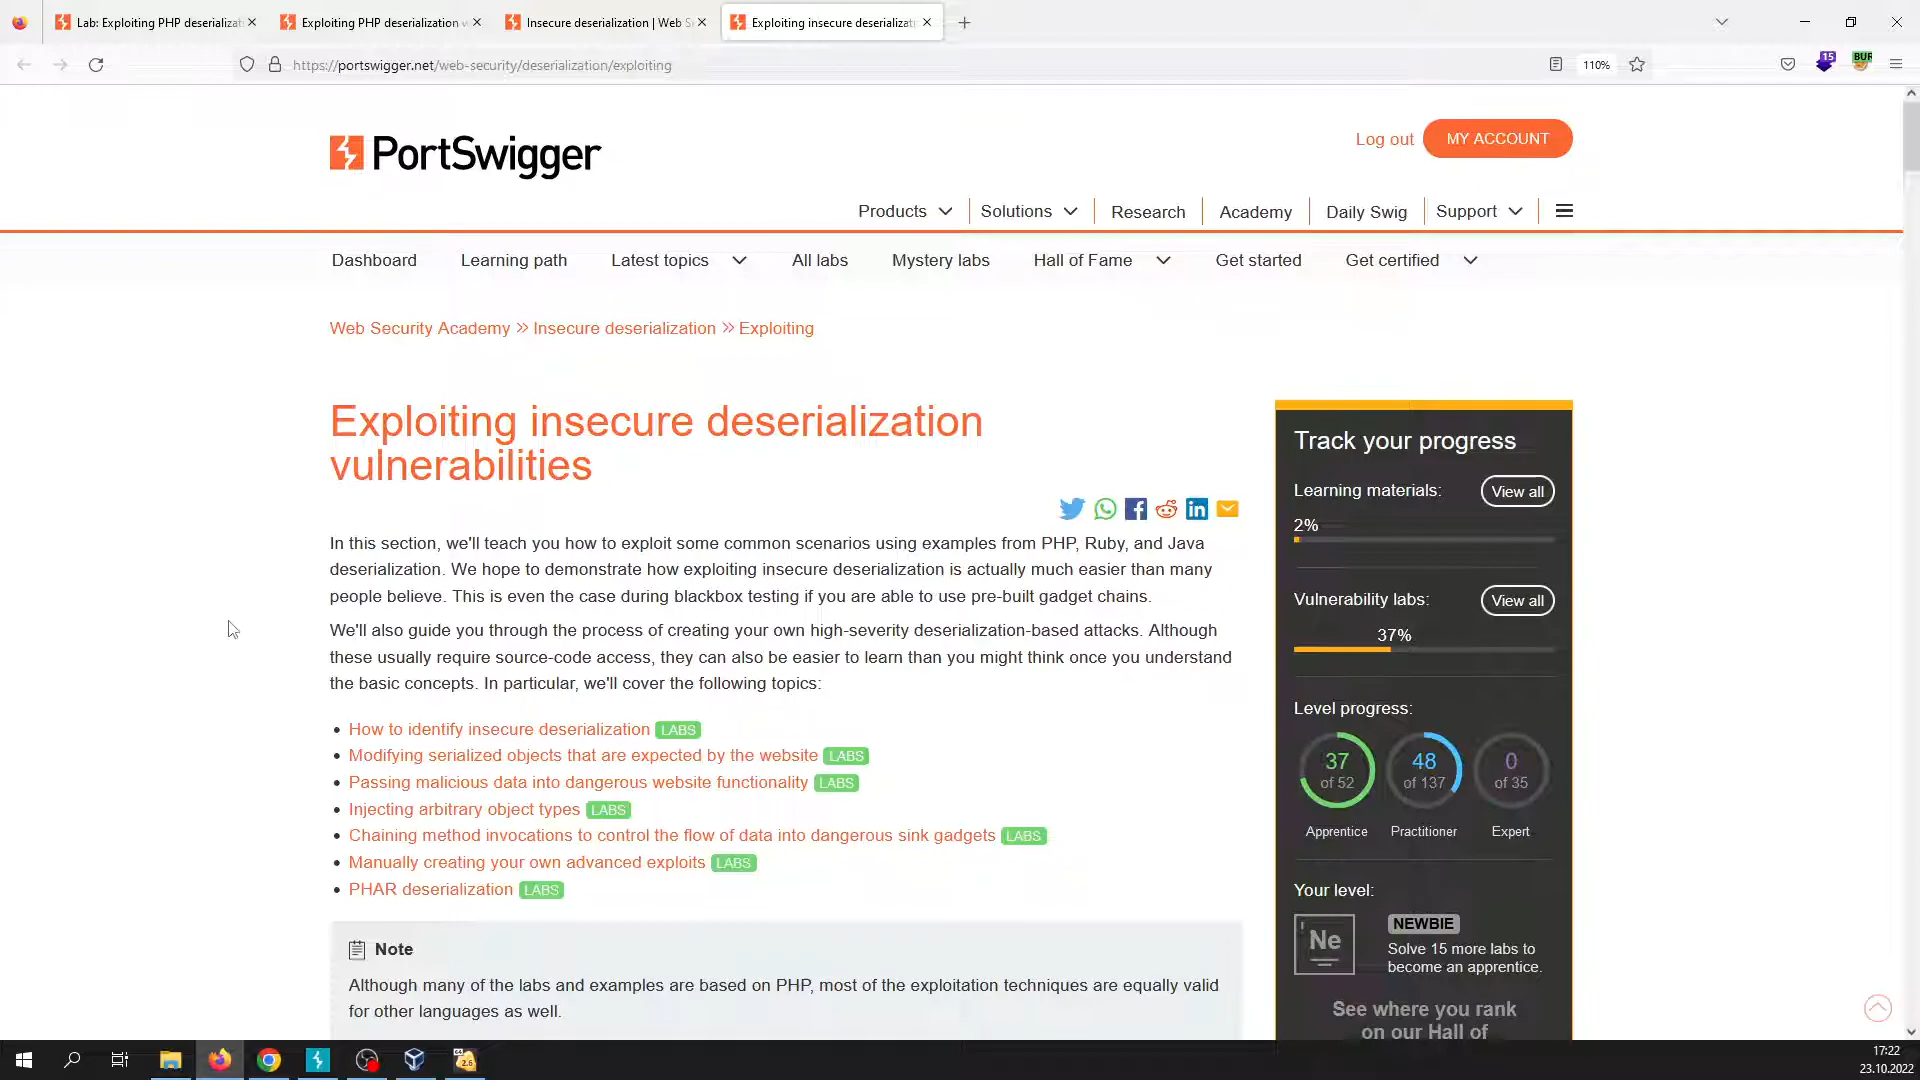 Lab: Exploiting PHP deserializat
Exploiting PHP deserialization
Insecure deserialization | Web S
Exploiting insecure deserializat
https://portswigger.net/web-security/deserialization/exploiting
110%
15
BUR
PortSwigger
Log out
MY ACCOUNT
Products
Solutions
Research
Academy
Daily Swig
Support
Dashboard
Learning path
Latest topics
All labs
Mystery labs
Hall of Fame
Get started
Get certified
Web Security Academy » Insecure deserialization » Exploiting
Exploiting insecure deserialization
vulnerabilities
In this section, we'll teach you how to exploit some common scenarios using examples from PHP, Ruby, and Java
deserialization. We hope to demonstrate how exploiting insecure deserialization is actually much easier than many
people believe. This is even the case during blackbox testing if you are able to use pre-built gadget chains.
We'll also guide you through the process of creating your own high-severity deserialization-based attacks. Although
these usually require source-code access, they can also be easier to learn than you might think once you understand
the basic concepts. In particular, we'll cover the following topics:
• How to identify insecure deserialization LABS
• Modifying serialized objects that are expected by the website LABS
• Passing malicious data into dangerous website functionality LABS
• Injecting arbitrary object types LABS
• Chaining method invocations to control the flow of data into dangerous sink gadgets LABS
• Manually creating your own advanced exploits LABS
• PHAR deserialization LABS
Note
Although many of the labs and examples are based on PHP, most of the exploitation techniques are equally valid
for other languages as well.
Track your progress
Learning materials:
View all
2%
Vulnerability labs:
View all
37%
Level progress:
37
of 52
48
of 137
0
of 35
Apprentice
Practitioner
Expert
Your level:
Ne
NEWBIE
Solve 15 more labs to
become an apprentice.
See where you rank
on our Hall of
17:22
23.10.2022